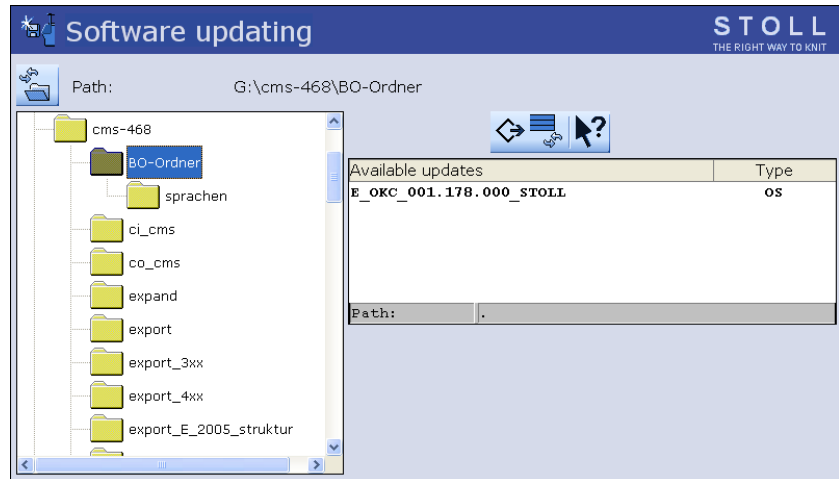 Software updating
STOLL
THE RIGHT WAY TO KNIT
Path: G:\cms-468\BO-Ordner
cms-468
BO-Ordner
sprachen
ci_cms
co_cms
expand
export
export_3xx
export_4xx
export_E_2005_struktur
?
Available updates Type
E_OKC_001.178.000_STOLL OS
Path: .